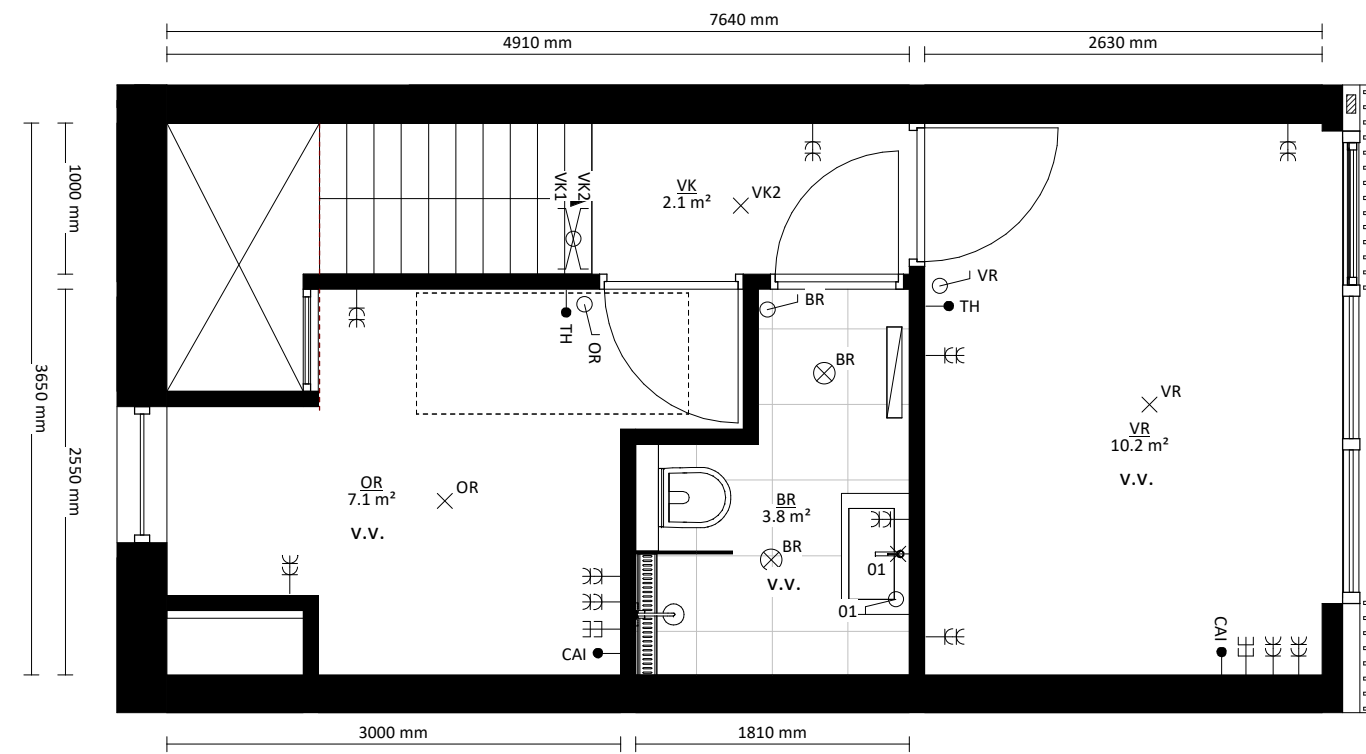 7640 mm
4910 mm
2630 mm
1000 mm
3650 mm
2550 mm
VK1
VK2
VK
2.1 m²
VK2
VR
TH
BR
TH
OR
BR
VR
VR
10.2 m²
v.v.
OR
7.1 m²
OR
v.v.
BR
3.8 m²
BR
v.v.
01
01
CAI
CAI
3000 mm
1810 mm